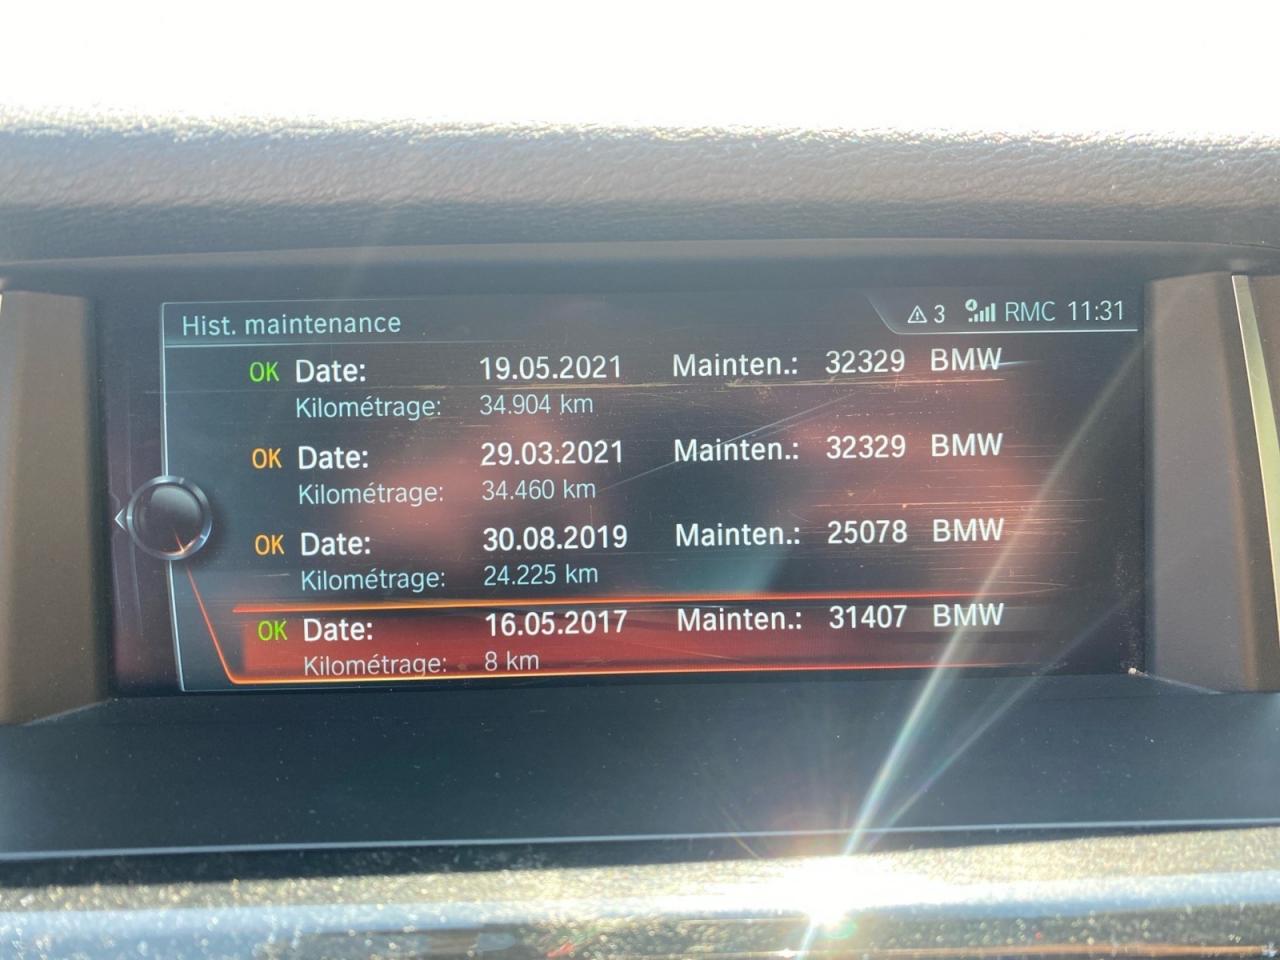 Hist. maintenance
3 RMC 11:31
OK Date: 19.05.2021 Mainten.: 32329 BMW
Kilométrage: 34.904 km
OK Date: 29.03.2021 Mainten.: 32329 BMW
Kilométrage: 34.460 km
OK Date: 30.08.2019 Mainten.: 25078 BMW
Kilométrage: 24.225 km
OK Date: 16.05.2017 Mainten.: 31407 BMW
Kilométrage: 8 km